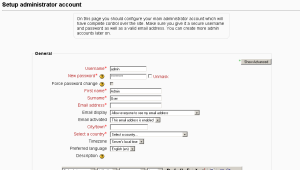 Setup administrator account
On this page you should configure your main administrator account which will
have complete control over the site. Make sure you give it a secure username
and password as well as a valid email address. You can create more admin
accounts later on.
General
* Show Advanced
Username* admin
New password* Unmask
Force password change
First name* Admin
Surname* User
Email address*
Email display Allow everyone to see my email address
Email activated This email address is enabled
City/town*
Select a country* Select a country...
Timezone Server's local time
Preferred language English (en)
Description